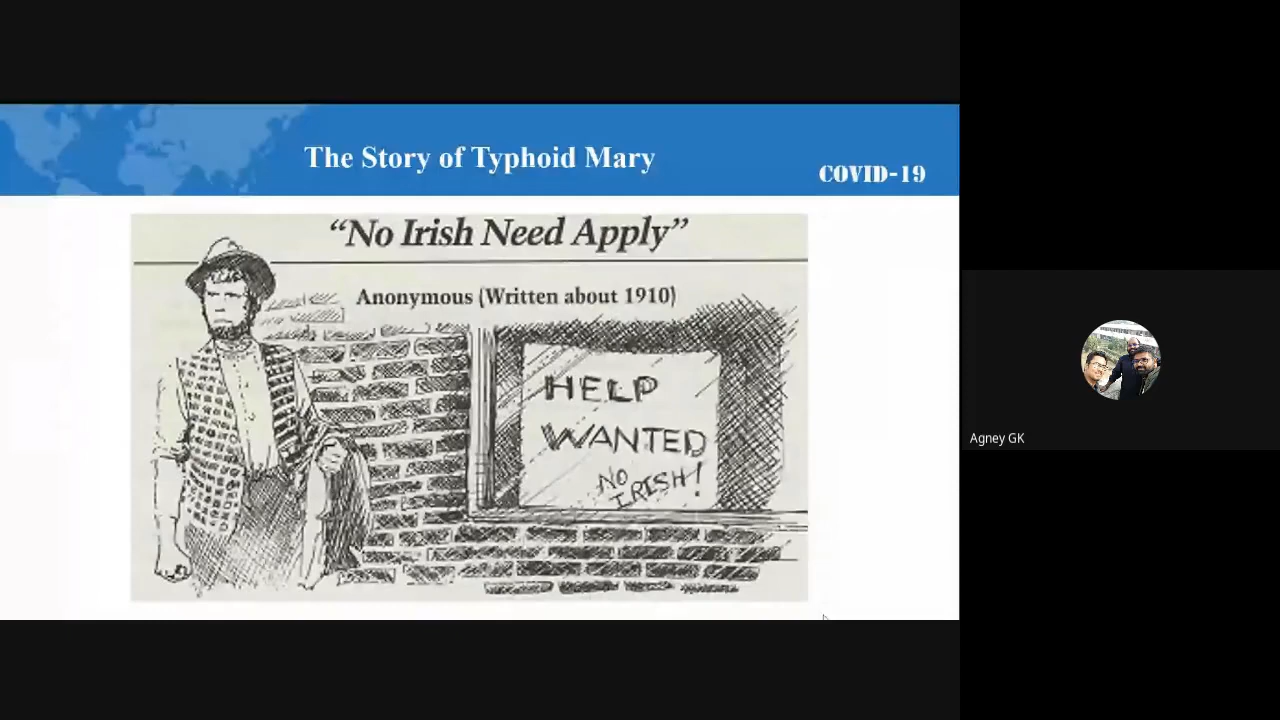 The Story of Typhoid Mary
COVID-19
“No Irish Need Apply”
Anonymous (Written about 1910)
HELP
WANTED
NO
IRISH!
Agney GK